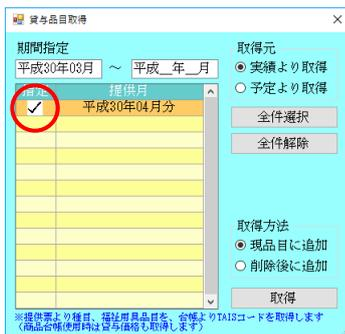 貸与品目取得
期間指定
平成30年03月 ～ 平成__年__月
指定 提供月
平成30年04月分
取得元
実績より取得
予定より取得
全件選択
全件解除
取得方法
現品目に追加
削除後に追加
取得
※提供票より種目、福祉用具品目を、台帳よりTAISコードを取得します
(商品台帳使用時は貸与価格も取得します)